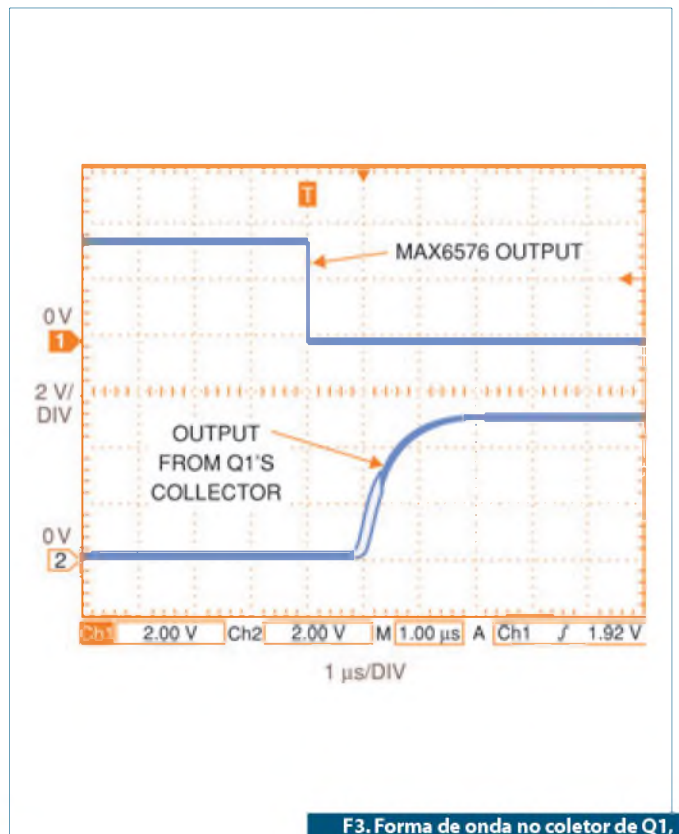 T
MAX6576 OUTPUT
0 V
1
2 V/
DIV
OUTPUT
FROM Q1'S
COLLECTOR
0 V
2
Ch1 2.00 V Ch2 2.00 V M 1.00 µs A Ch1 ƒ 1.92 V
1 µs/DIV
F3. Forma de onda no coletor de Q1.